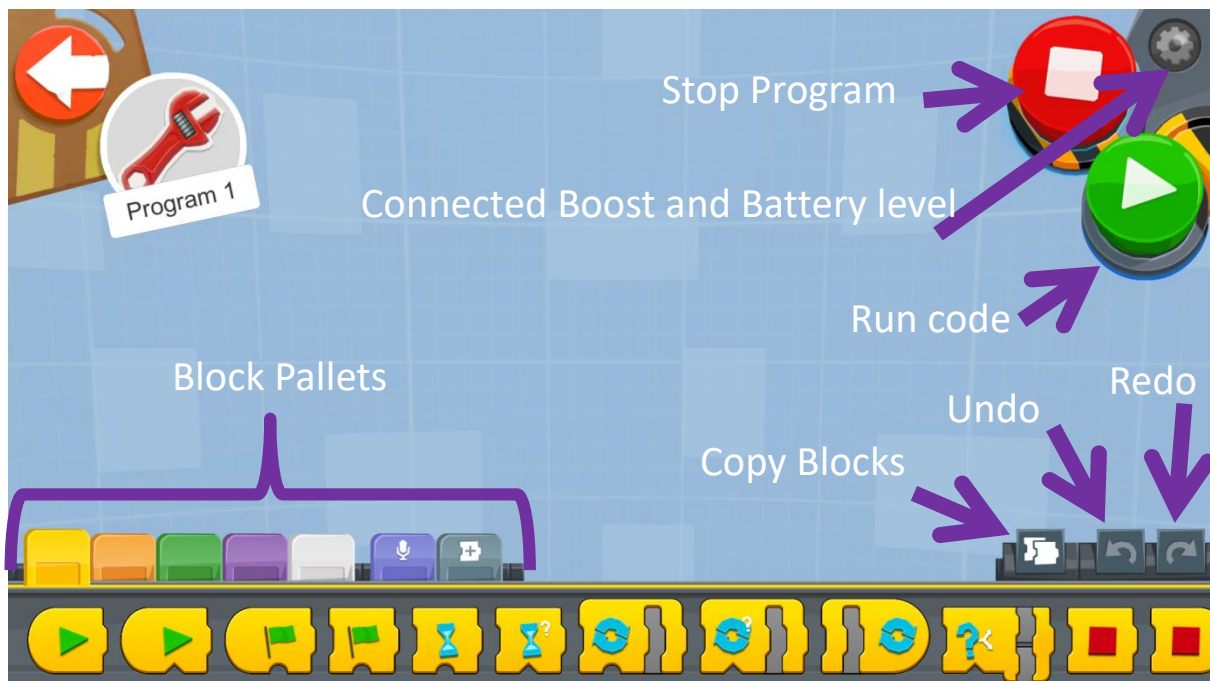 Stop Program
Program 1
Connected Boost and Battery level
Run code
Block Pallets
Redo
Undo
Copy Blocks